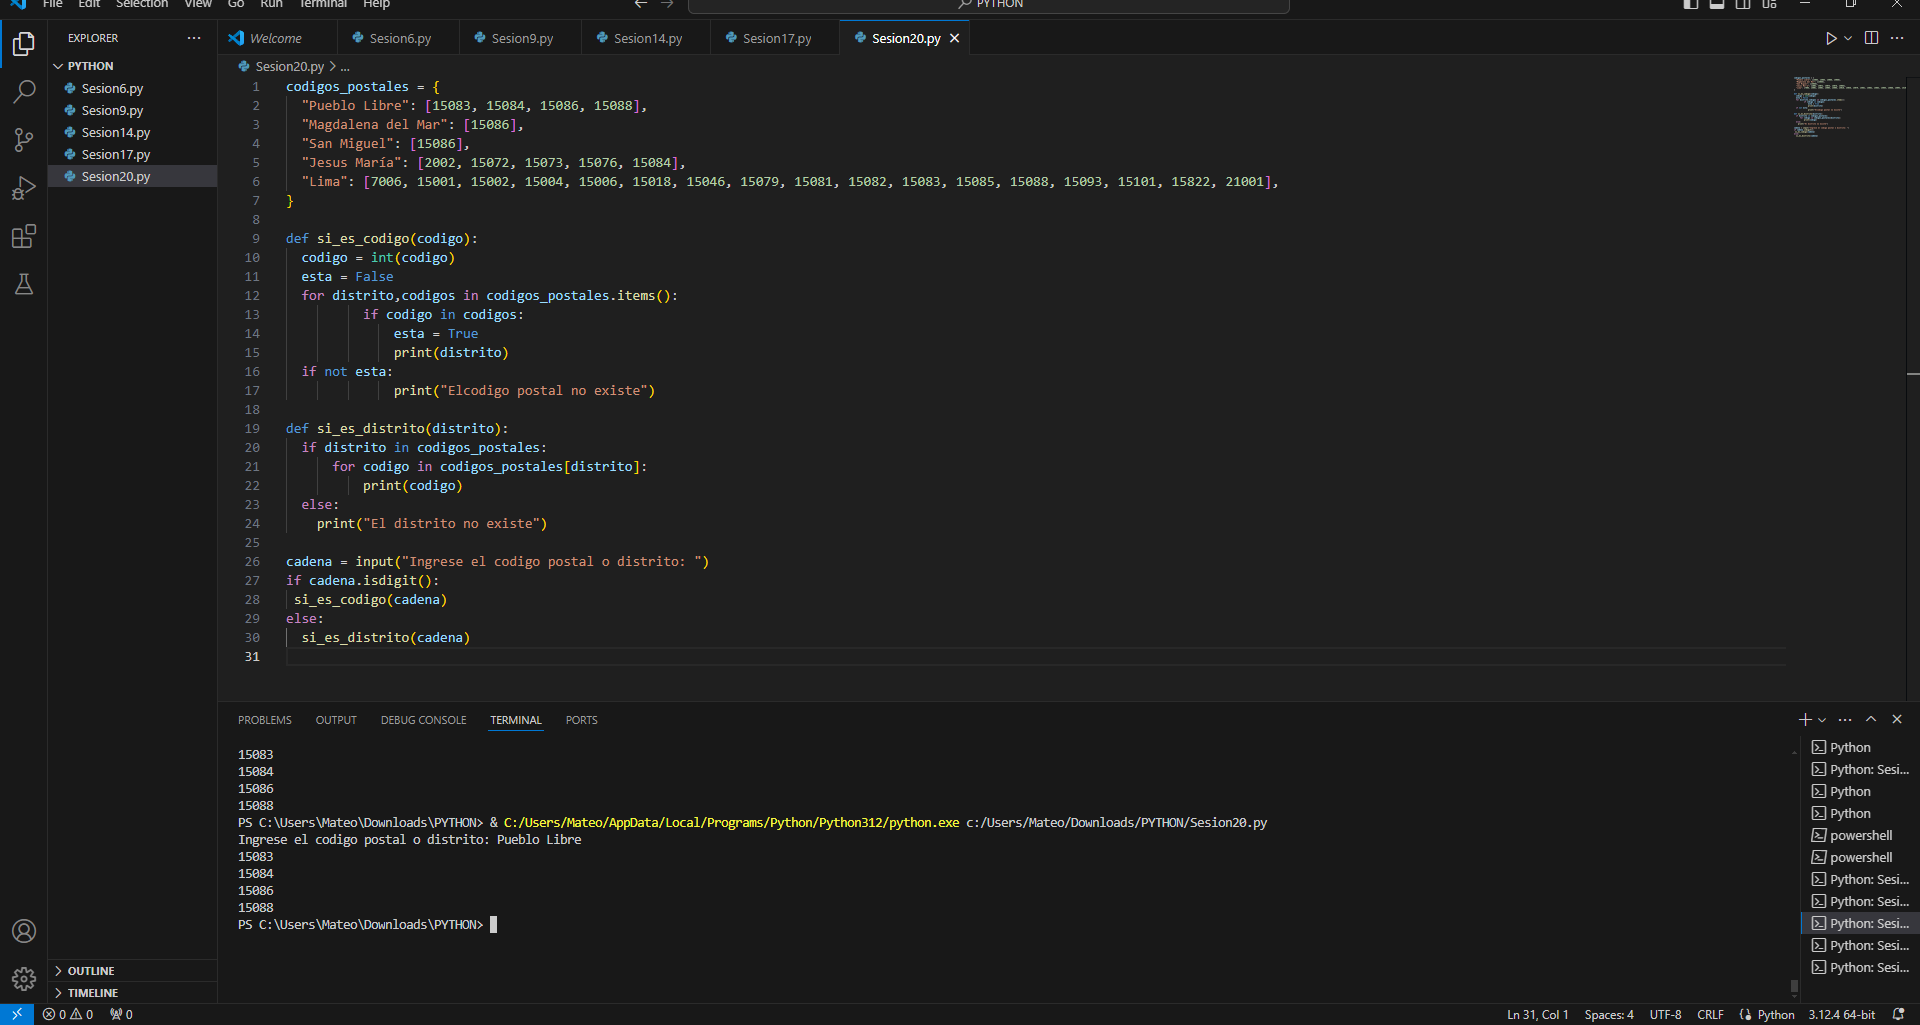 File Edit Selection View Go Run Terminal Help
PYTHON
EXPLORER
Welcome
Sesion6.py
Sesion9.py
Sesion14.py
Sesion17.py
Sesion20.py
PYTHON
Sesion6.py
Sesion9.py
Sesion14.py
Sesion17.py
Sesion20.py
OUTLINE
TIMELINE
Sesion20.py > ...
1 codigos_postales = {
2 "Pueblo Libre": [15083, 15084, 15086, 15088],
3 "Magdalena del Mar": [15086],
4 "San Miguel": [15086],
5 "Jesus María": [2002, 15072, 15073, 15076, 15084],
6 "Lima": [7006, 15001, 15002, 15004, 15006, 15018, 15046, 15079, 15081, 15082, 15083, 15085, 15088, 15093, 15101, 15822, 21001],
7 }
8
9 def si_es_codigo(codigo):
10 codigo = int(codigo)
11 esta = False
12 for distrito,codigos in codigos_postales.items():
13 if codigo in codigos:
14 esta = True
15 print(distrito)
16 if not esta:
17 print("Elcodigo postal no existe")
18
19 def si_es_distrito(distrito):
20 if distrito in codigos_postales:
21 for codigo in codigos_postales[distrito]:
22 print(codigo)
23 else:
24 print("El distrito no existe")
25
26 cadena = input("Ingrese el codigo postal o distrito: ")
27 if cadena.isdigit():
28 si_es_codigo(cadena)
29 else:
30 si_es_distrito(cadena)
31
PROBLEMS OUTPUT DEBUG CONSOLE TERMINAL PORTS
15083
15084
15086
15088
PS C:\Users\Mateo\Downloads\PYTHON> & C:/Users/Mateo/AppData/Local/Programs/Python/Python312/python.exe c:/Users/Mateo/Downloads/PYTHON/Sesion20.py
Ingrese el codigo postal o distrito: Pueblo Libre
15083
15084
15086
15088
PS C:\Users\Mateo\Downloads\PYTHON>
Python
Python: Sesi...
Python
Python
powershell
powershell
Python: Sesi...
Python: Sesi...
Python: Sesi...
Python: Sesi...
Python: Sesi...
0 0 0
Ln 31, Col 1 Spaces: 4 UTF-8 CRLF Python 3.12.4 64-bit